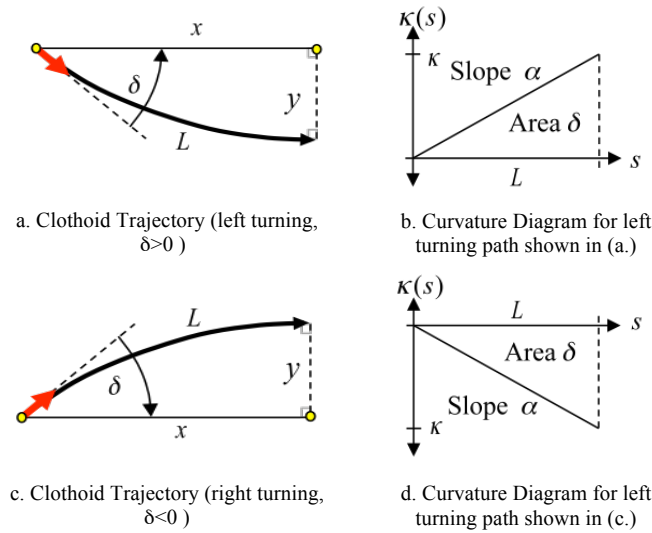 x
δ
y
L
a. Clothoid Trajectory (left turning,
δ>0 )
κ(s)
κ
Slope α
Area δ
s
L
b. Curvature Diagram for left
turning path shown in (a.)
L
δ
y
x
c. Clothoid Trajectory (right turning,
δ<0 )
κ(s)
L
s
Area δ
Slope α
κ
d. Curvature Diagram for left
turning path shown in (c.)